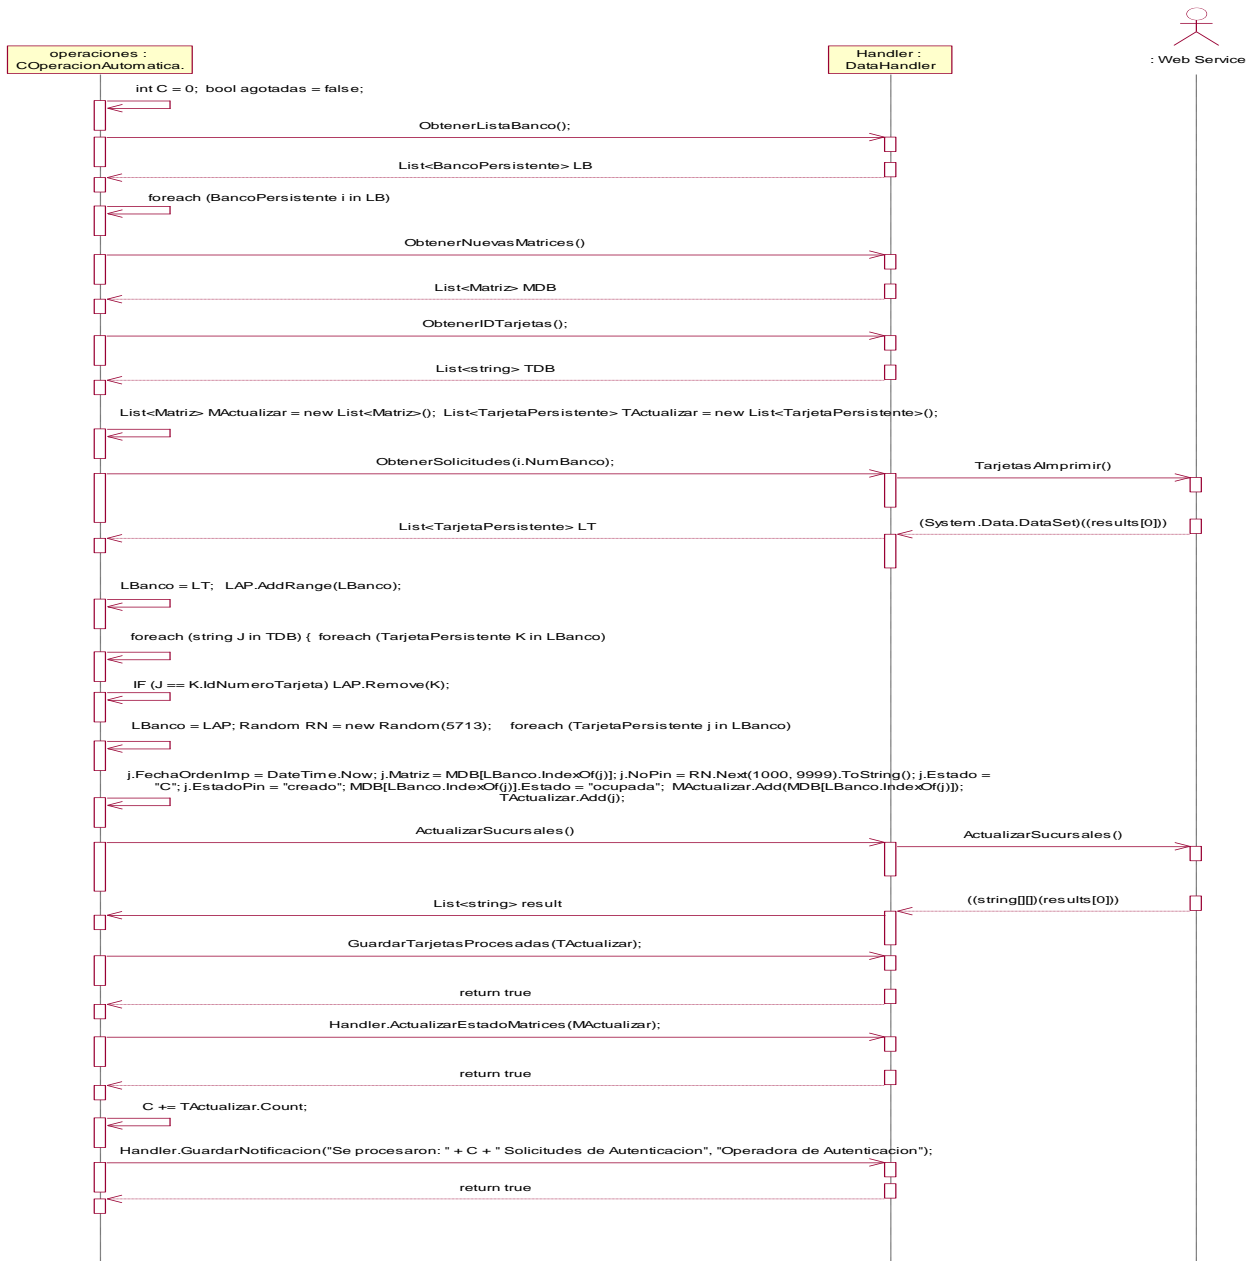 operaciones :
COperacionAutomatica.
Handler :
DataHandler
: Web Service
int C = 0;  bool agotadas = false;
ObtenerListaBanco();
List<BancoPersistente> LB
foreach (BancoPersistente i in LB)
ObtenerNuevasMatrices()
List<Matriz> MDB
ObtenerIDTarjetas();
List<string> TDB
List<Matriz> MActualizar = new List<Matriz>();  List<TarjetaPersistente> TActualizar = new List<TarjetaPersistente>();
ObtenerSolicitudes(i.NumBanco);
TarjetasAImprimir()
List<TarjetaPersistente> LT
(System.Data.DataSet)((results[0]))
LBanco = LT;   LAP.AddRange(LBanco);
foreach (string J in TDB) {  foreach (TarjetaPersistente K in LBanco)
IF (J == K.IdNumeroTarjeta) LAP.Remove(K);
LBanco = LAP; Random RN = new Random(5713);     foreach (TarjetaPersistente j in LBanco)
j.FechaOrdenImp = DateTime.Now; j.Matriz = MDB[LBanco.IndexOf(j)]; j.NoPin = RN.Next(1000, 9999).ToString(); j.Estado =
"C"; j.EstadoPin = "creado"; MDB[LBanco.IndexOf(j)].Estado = "ocupada";  MActualizar.Add(MDB[LBanco.IndexOf(j)]);
TActualizar.Add(j);
ActualizarSucursales()
ActualizarSucursales()
List<string> result
((string[][])(results[0]))
GuardarTarjetasProcesadas(TActualizar);
return true
Handler.ActualizarEstadoMatrices(MActualizar);
return true
C += TActualizar.Count;
Handler.GuardarNotificacion("Se procesaron: " + C + " Solicitudes de Autenticacion", "Operadora de Autenticacion");
return true